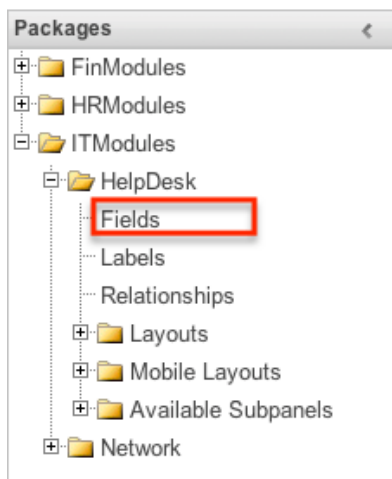 Packages
FinModules
HRModules
ITModules
HelpDesk
Fields
Labels
Relationships
Layouts
Mobile Layouts
Available Subpanels
Network